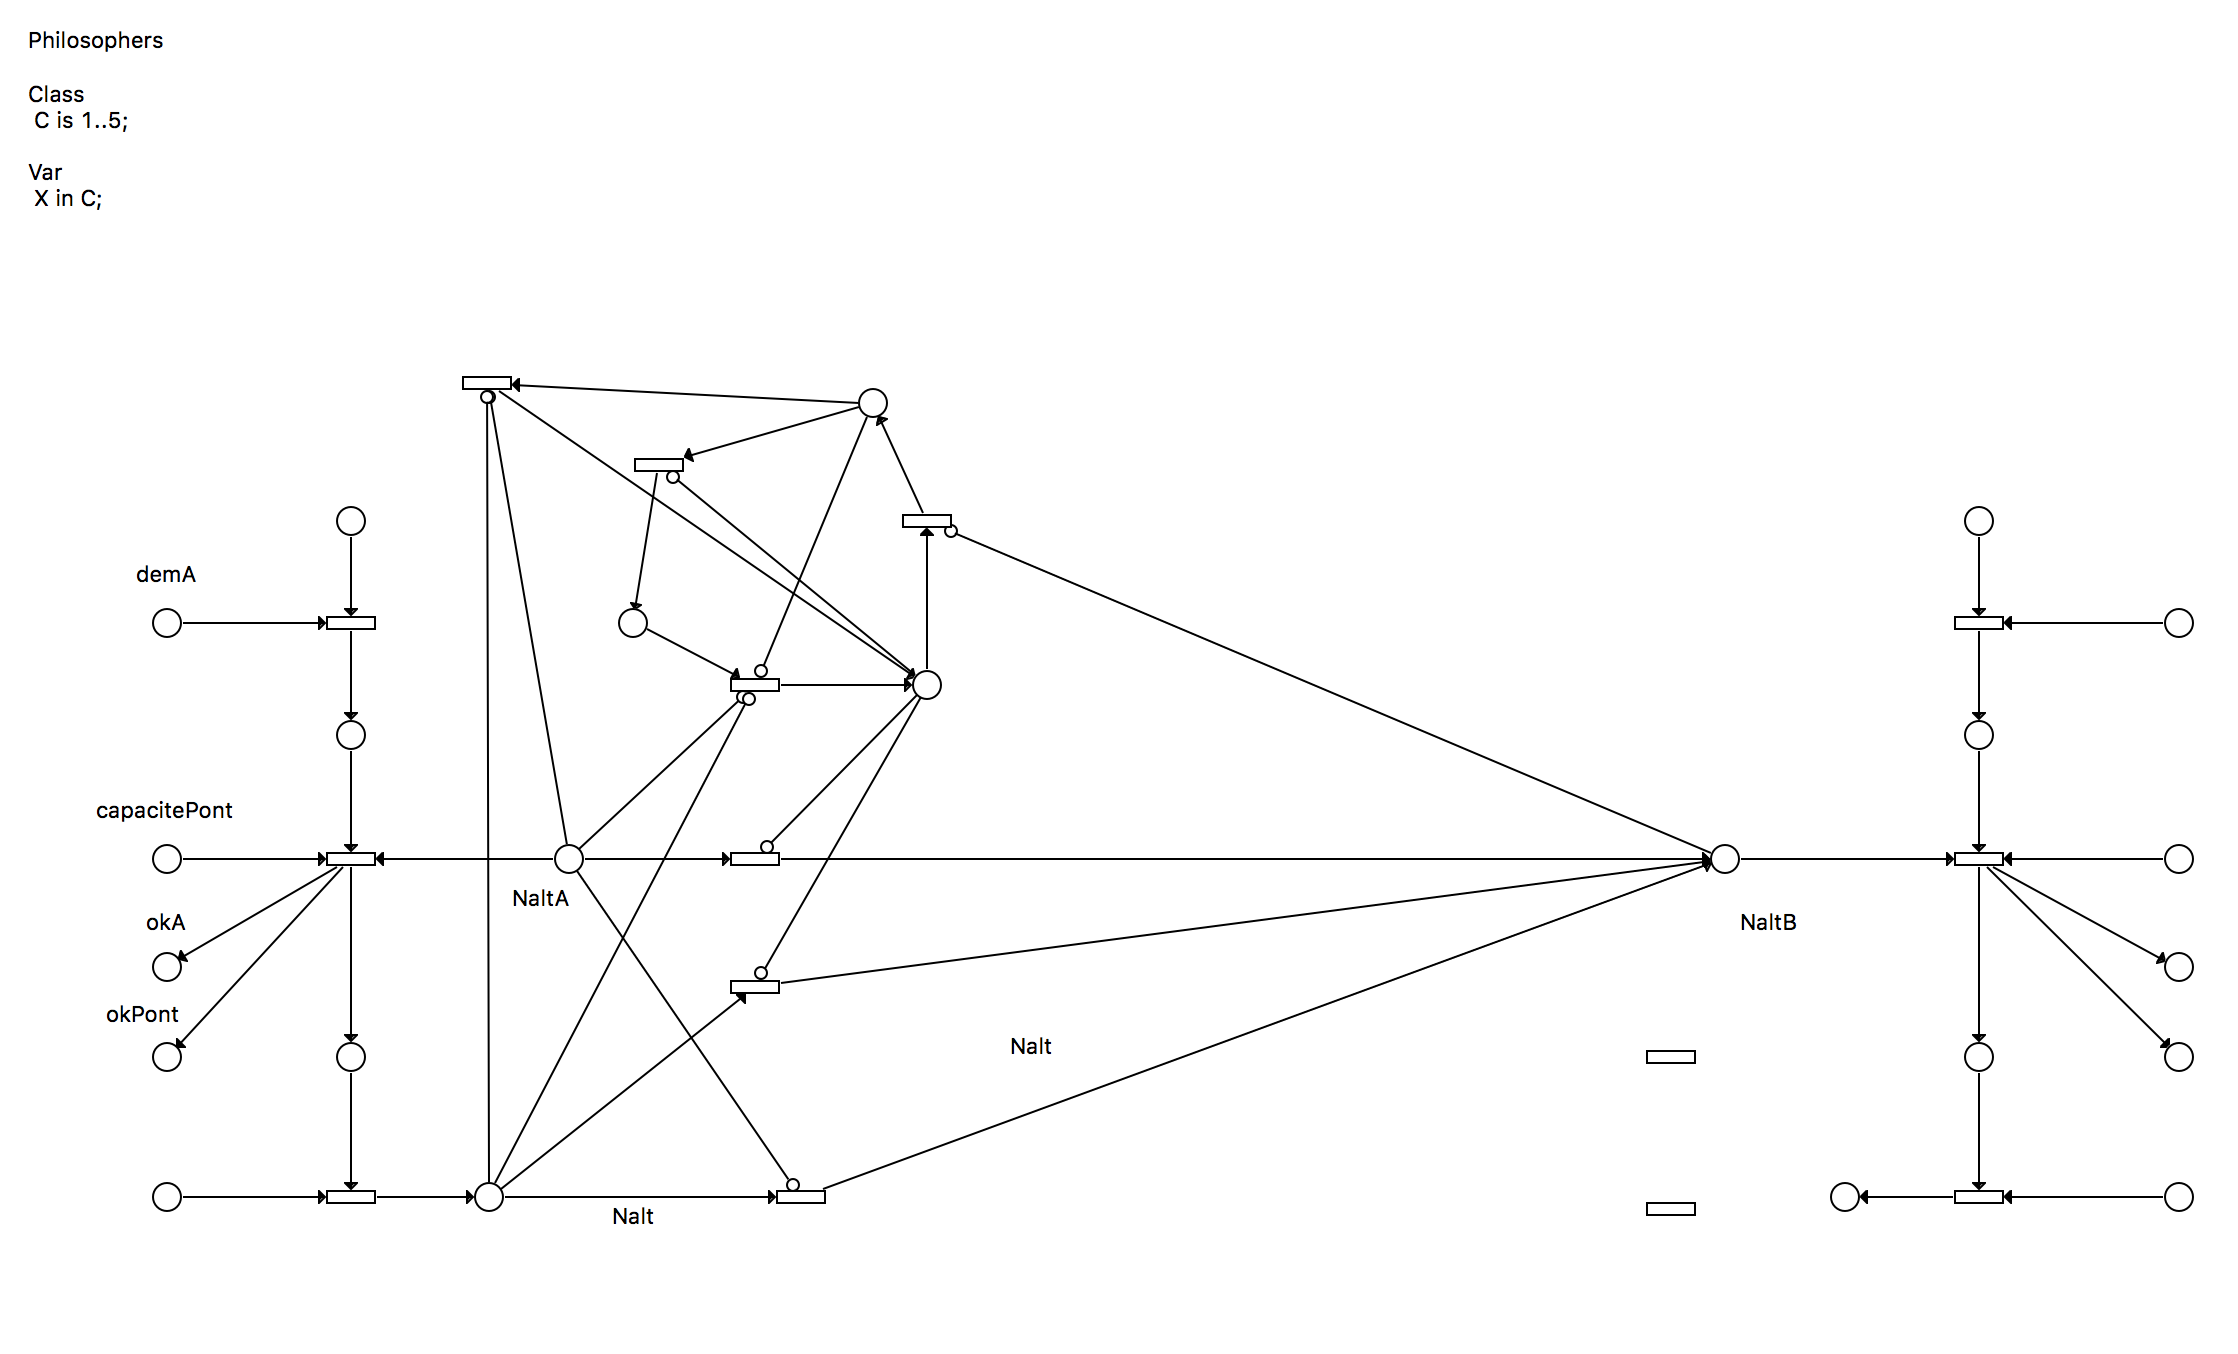 Philosophers
Class
C is 1..5;
Var
X in C;
demA
capacitePont
NaltA
okA
NaltB
okPont
Nalt
Nalt